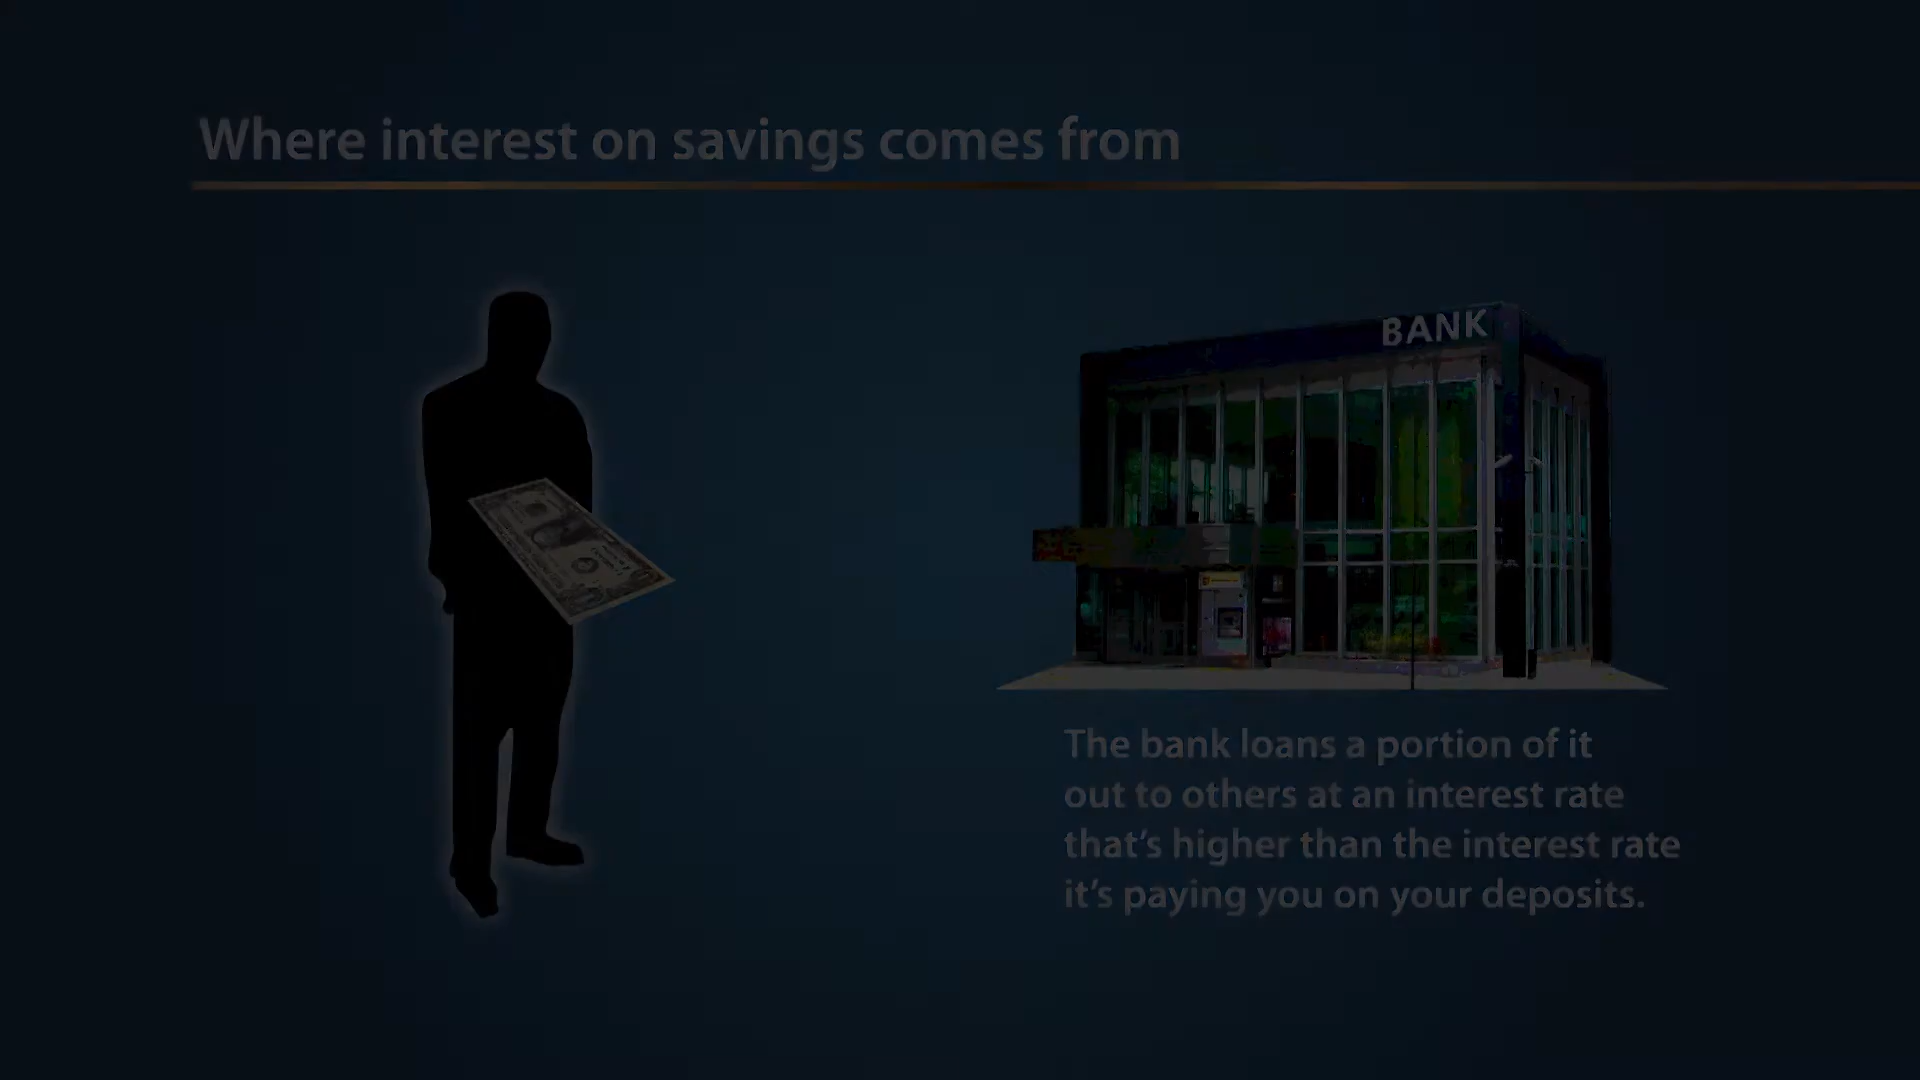 Where interest on savings comes from
BANK
The bank loans a portion of it
out to others at an interest rate
that's higher than the interest rate
it's paying you on your deposits.